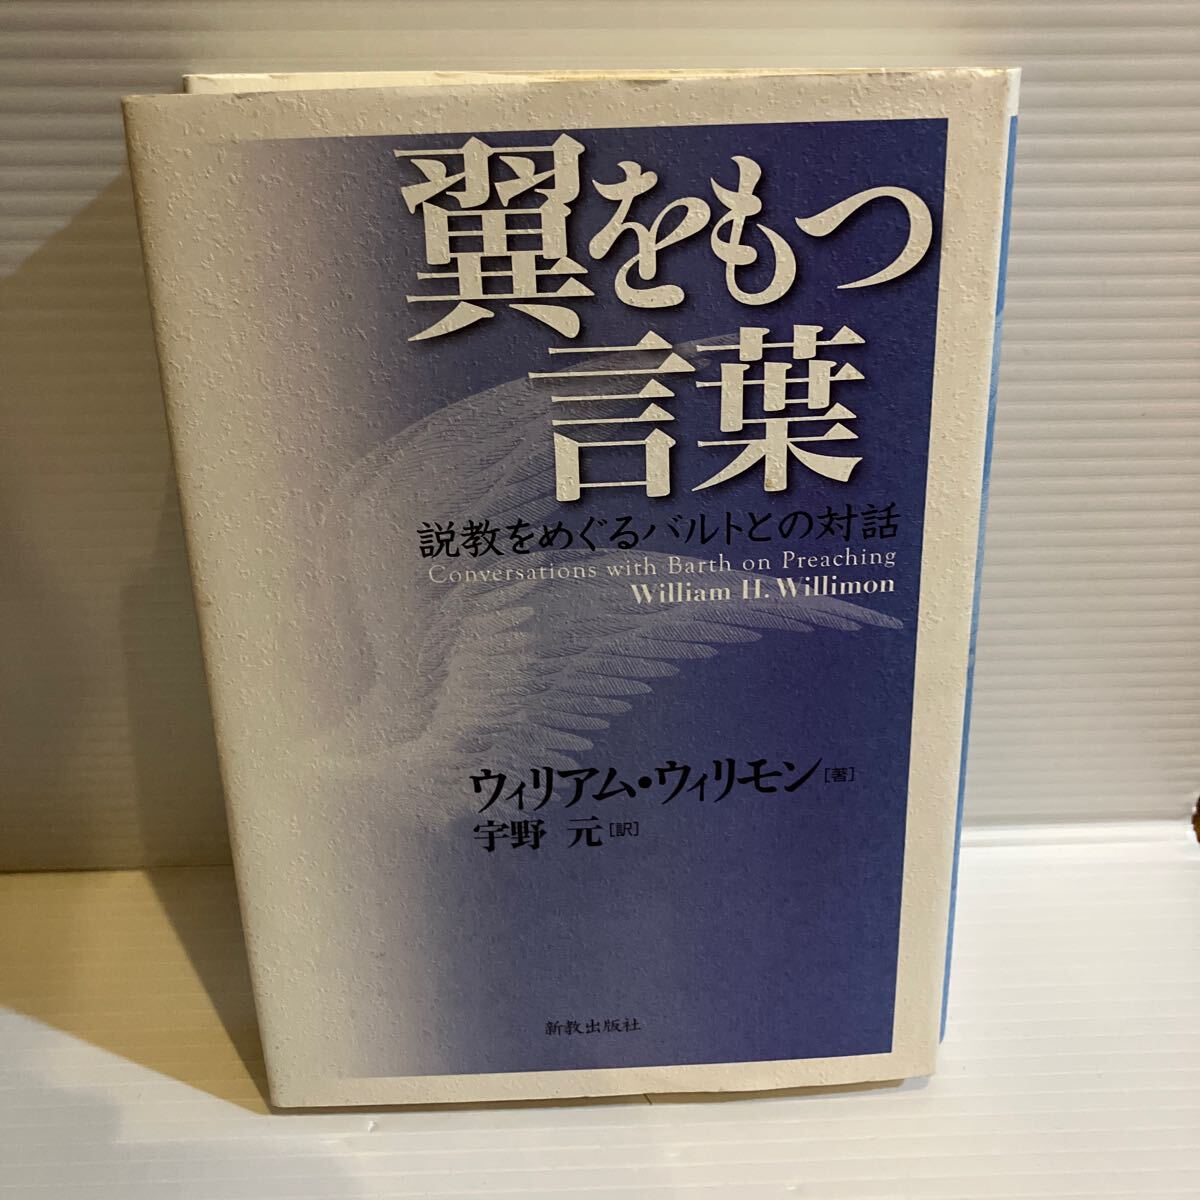 翼をもつ
言葉
説教をめぐるバルトとの対話
Conversations with Barth on Preaching
William H. Willimon
ウィリアム・ウィリモン[著]
宇野 元[訳]
新教出版社